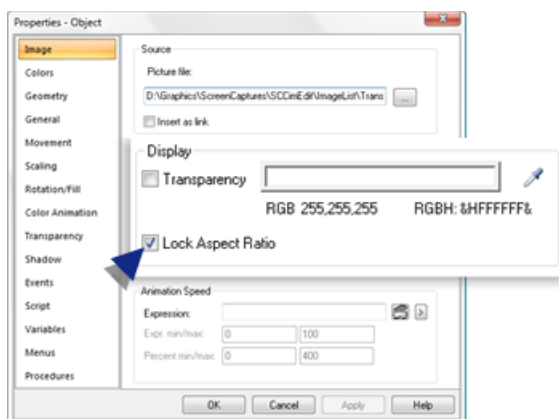 Properties - Object
Image
Colors
Geometry
General
Movement
Scaling
Rotation/Fill
Color Animation
Transparency
Shadow
Events
Script
Variables
Menus
Procedures
Source
Picture file:
D:\Graphics\ScreenCaptures\SCCimEdit\ImageList\Trans
...
Insert as link
Display
Transparency
RGB 255,255,255 RGBH: &HFFFFFF&
Lock Aspect Ratio
Animation Speed
Expression:
>
Expr. min/max: 0 100
Percent min/max: 0 400
OK Cancel Apply Help